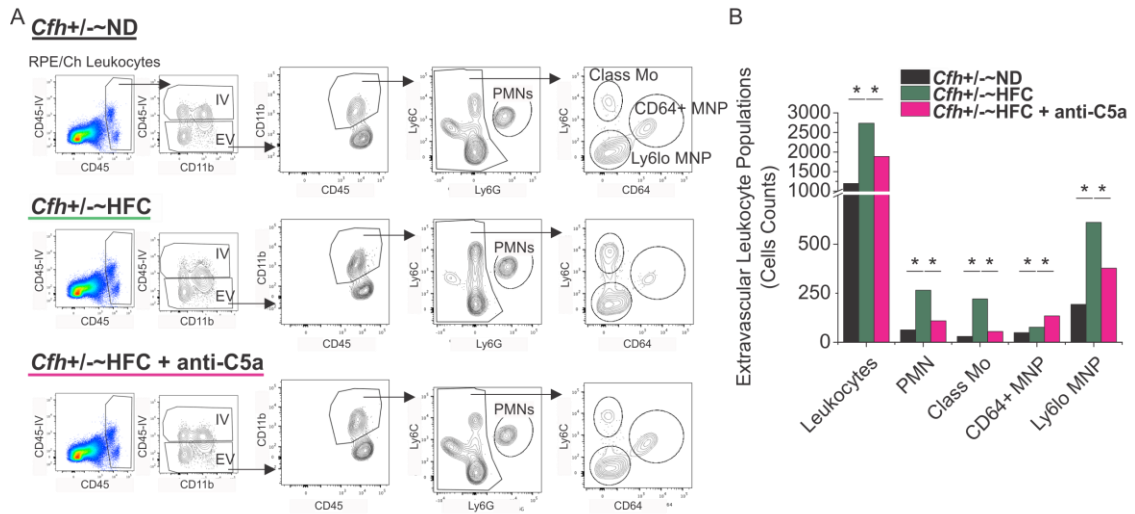 A
B
Cfh+/-~ND
RPE/Ch Leukocytes
CD45-IV
CD45
IV
EV
CD45-IV
CD11b
CD11b
CD45
PMNs
Ly6C
Ly6G
Class Mo
CD64+ MNP
Ly6lo MNP
Ly6C
CD64
Cfh+/-~HFC
CD45-IV
CD45
IV
EV
CD45-IV
CD11b
CD11b
CD45
PMNs
Ly6C
Ly6G
Ly6C
CD64
Cfh+/-~HFC + anti-C5a
CD45-IV
CD45
IV
EV
CD45-IV
CD11b
CD11b
CD45
PMNs
Ly6C
Ly6G
Ly6C
CD64
Cfh+/-~ND
Cfh+/-~HFC
Cfh+/-~HFC + anti-C5a
Extravascular Leukocyte Populations
(Cells Counts)
3000
2500
2000
1500
1000
500
250
0
* *
* *
* *
* *
* *
Leukocytes
PMN
Class Mo
CD64+ MNP
Ly6lo MNP